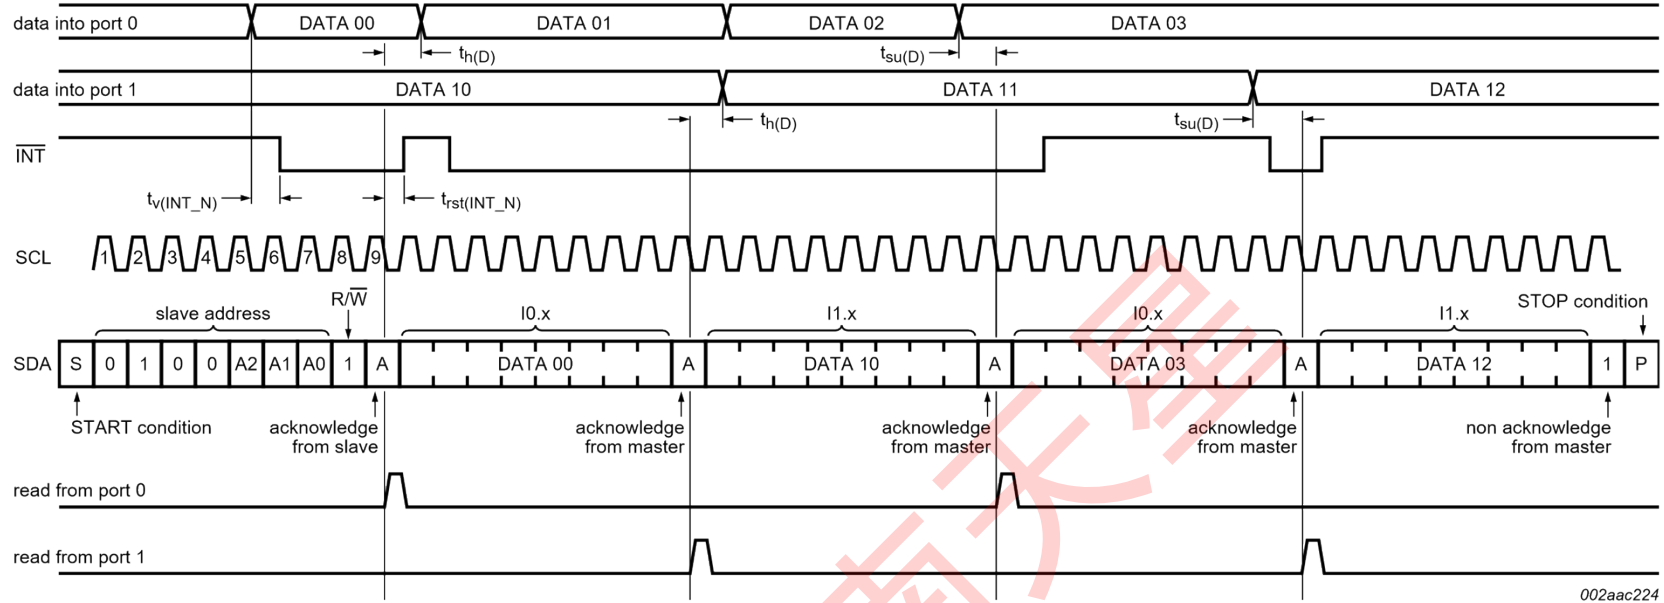 data into port 0 DATA 00 DATA 01 DATA 02 DATA 03
th(D) tsu(D)
data into port 1 DATA 10 DATA 11 DATA 12
th(D) tsu(D)
INT
tv(INT_N) trst(INT_N)
SCL 1 2 3 4 5 6 7 8 9
R/W STOP condition
slave address I0.x I1.x I0.x I1.x
SDA S 0 1 0 0 A2 A1 A0 1 A DATA 00 A DATA 10 A DATA 03 A DATA 12 1 P
START condition acknowledge acknowledge acknowledge acknowledge non acknowledge
from slave from master from master from master from master
read from port 0
read from port 1
002aac224
天星